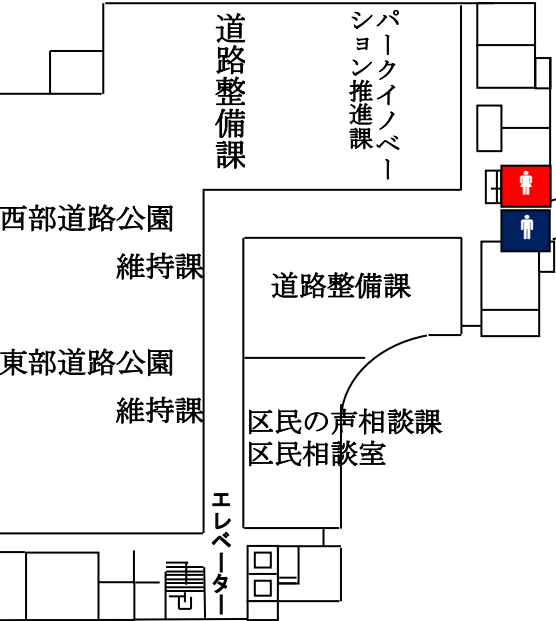 道路整備課
パークイノベー
ション推進課
西部道路公園
維持課
道路整備課
東部道路公園
維持課
区民の声相談課
区民相談室
エレベーター